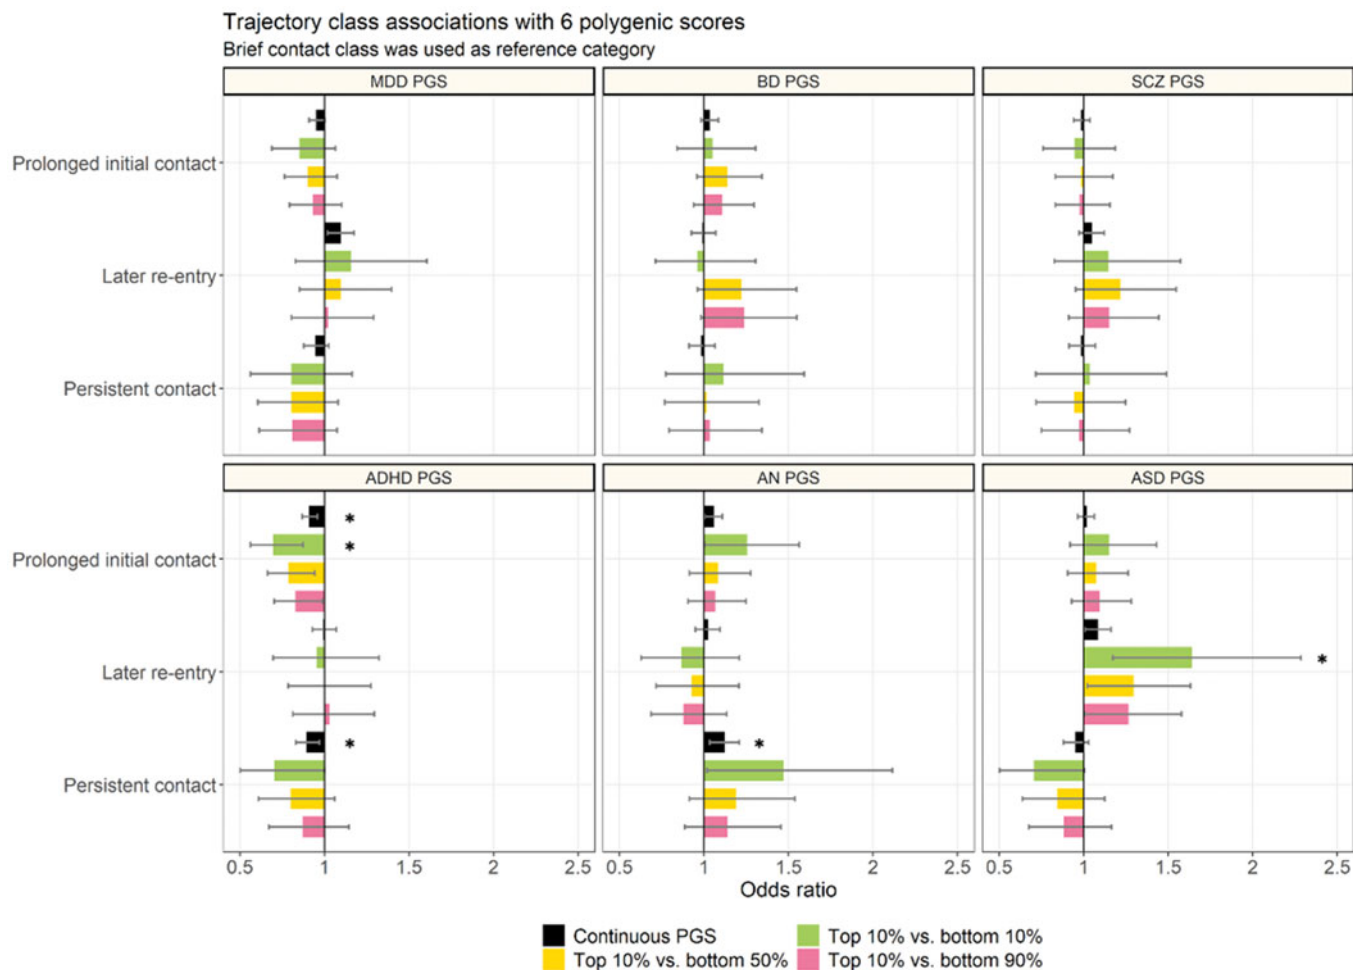 Trajectory class associations with 6 polygenic scores
Brief contact class was used as reference category
MDD PGS BD PGS SCZ PGS
Prolonged initial contact
Later re-entry
Persistent contact
ADHD PGS AN PGS ASD PGS
Prolonged initial contact *
*
Later re-entry *
Persistent contact * *
0.5 1 1.5 2 2.5 0.5 1 1.5 2 2.5 0.5 1 1.5 2 2.5
Odds ratio
Continuous PGS Top 10% vs. bottom 10%
Top 10% vs. bottom 50% Top 10% vs. bottom 90%